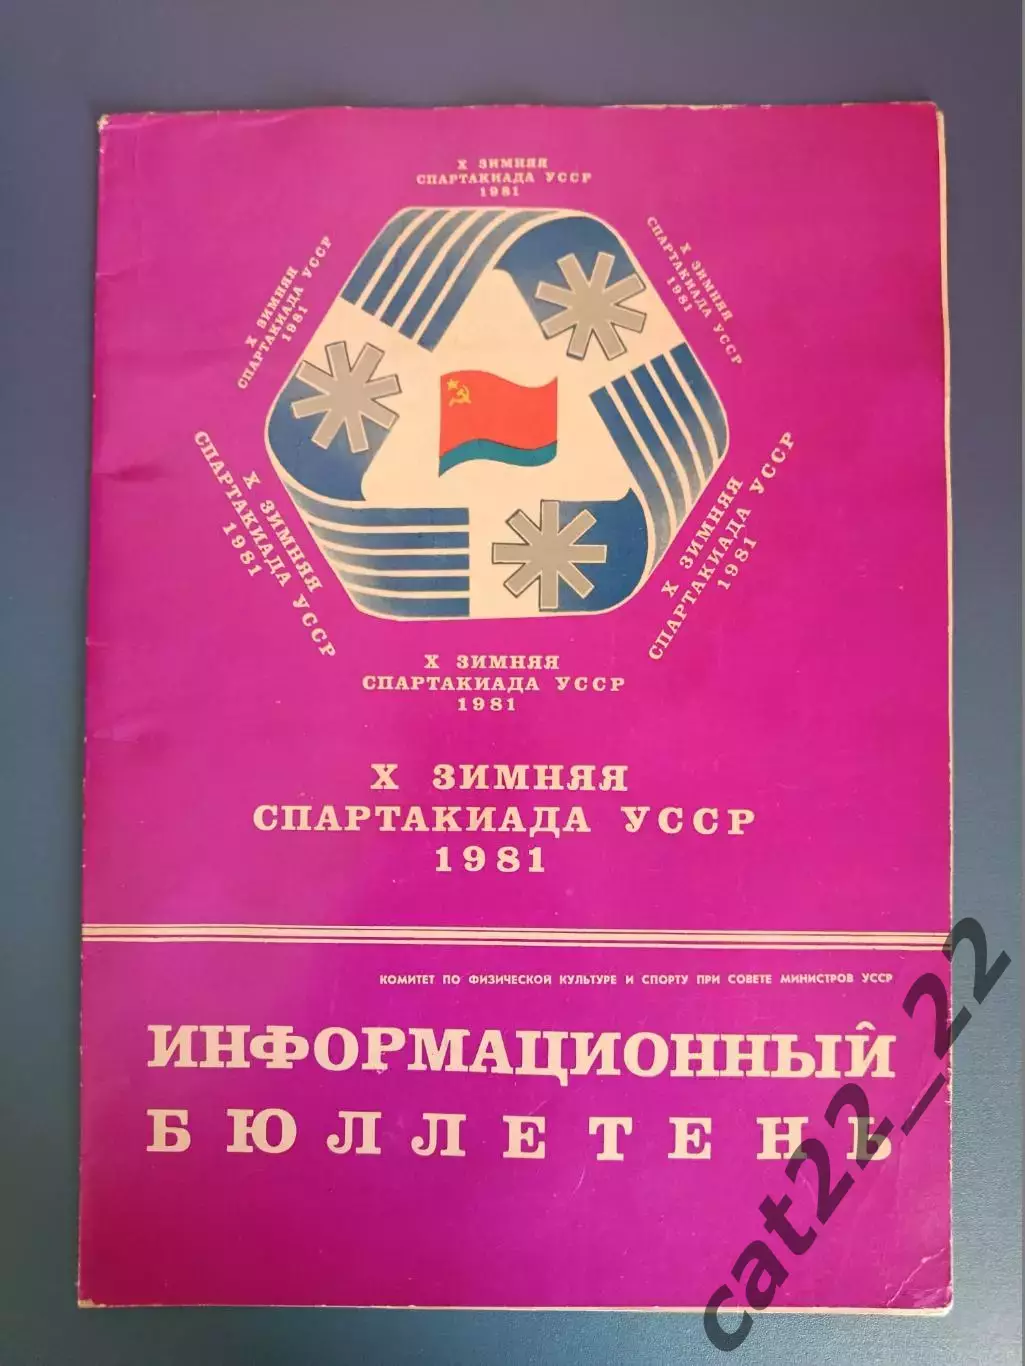 X ЗИМНЯЯ
СПАРТАКИАДА УССР
1981
X ЗИМНЯЯ
СПАРТАКИАДА УССР
1981
X ЗИМНЯЯ
СПАРТАКИАДА УССР
1981
X ЗИМНЯЯ
СПАРТАКИАДА УССР
1981
X ЗИМНЯЯ
СПАРТАКИАДА УССР
1981
X ЗИМНЯЯ
СПАРТАКИАДА УССР
1981
X ЗИМНЯЯ
СПАРТАКИАДА УССР
1981
КОМИТЕТ ПО ФИЗИЧЕСКОЙ КУЛЬТУРЕ И СПОРТУ ПРИ СОВЕТЕ МИНИСТРОВ УССР
ИНФОРМАЦИОННЫЙ
БЮЛЛЕТЕНЬ
cat22_22